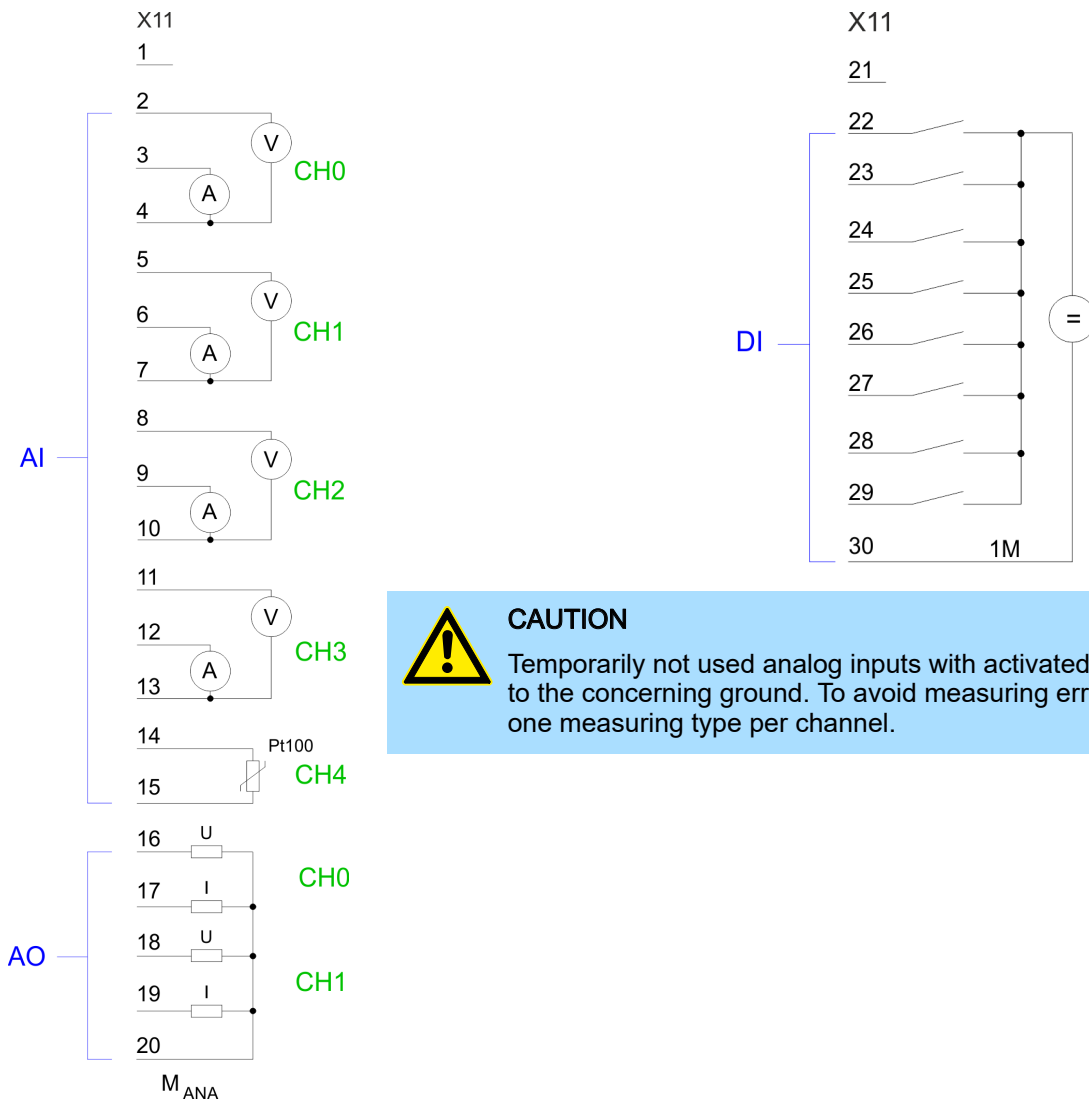 X11
1
2
V
CH0
3
A
4
5
V
CH1
6
A
7
AI
8
V
CH2
9
A
10
11
V
CH3
12
A
13
14
Pt100
CH4
15
AO
16 U
CH0
17 I
18 U
CH1
19 I
20
M ANA
X11
21
22
23
24
25
DI
=
26
27
28
29
30 1M
CAUTION
Temporarily not used analog inputs with activated
to the concerning ground. To avoid measuring err
one measuring type per channel.